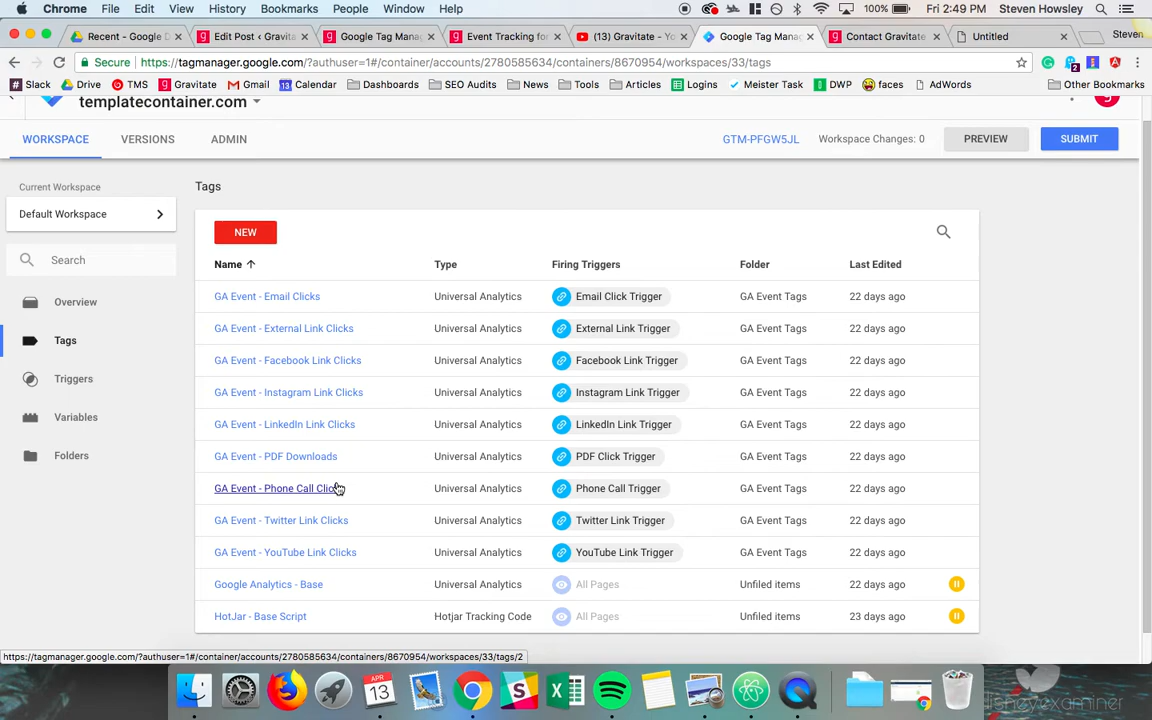 Chrome File Edit View History Bookmarks People Window Help 100% Fri 2:49 PM Steven Howsley
Recent - Google D Edit Post ‹ Gravita Google Tag Mana Event Tracking for (13) Gravitate - Yo Google Tag Mana Contact Gravitate Untitled Steven
Secure https://tagmanager.google.com/?authuser=1#/container/accounts/2780585634/containers/8670954/workspaces/33/tags
Slack Drive TMS Gravitate Gmail 13 Calendar Dashboards SEO Audits News Tools Articles Logins Meister Task DWP faces AdWords Other Bookmarks
templatecontainer.com
WORKSPACE VERSIONS ADMIN GTM-PFGW5JL Workspace Changes: 0 PREVIEW SUBMIT
Current Workspace
Default Workspace
Search
Overview
Tags
Triggers
Variables
Folders
Tags
NEW
Name Type Firing Triggers Folder Last Edited
GA Event - Email Clicks Universal Analytics Email Click Trigger GA Event Tags 22 days ago
GA Event - External Link Clicks Universal Analytics External Link Trigger GA Event Tags 22 days ago
GA Event - Facebook Link Clicks Universal Analytics Facebook Link Trigger GA Event Tags 22 days ago
GA Event - Instagram Link Clicks Universal Analytics Instagram Link Trigger GA Event Tags 22 days ago
GA Event - LinkedIn Link Clicks Universal Analytics LinkedIn Link Trigger GA Event Tags 22 days ago
GA Event - PDF Downloads Universal Analytics PDF Click Trigger GA Event Tags 22 days ago
GA Event - Phone Call Clicks Universal Analytics Phone Call Trigger GA Event Tags 22 days ago
GA Event - Twitter Link Clicks Universal Analytics Twitter Link Trigger GA Event Tags 22 days ago
GA Event - YouTube Link Clicks Universal Analytics YouTube Link Trigger GA Event Tags 22 days ago
Google Analytics - Base Universal Analytics All Pages Unfiled items 22 days ago
HotJar - Base Script Hotjar Tracking Code All Pages Unfiled items 23 days ago
https://tagmanager.google.com/?authuser=1#/container/accounts/2780585634/containers/8670954/workspaces/33/tags/2
APR
13
lisheyexaminer